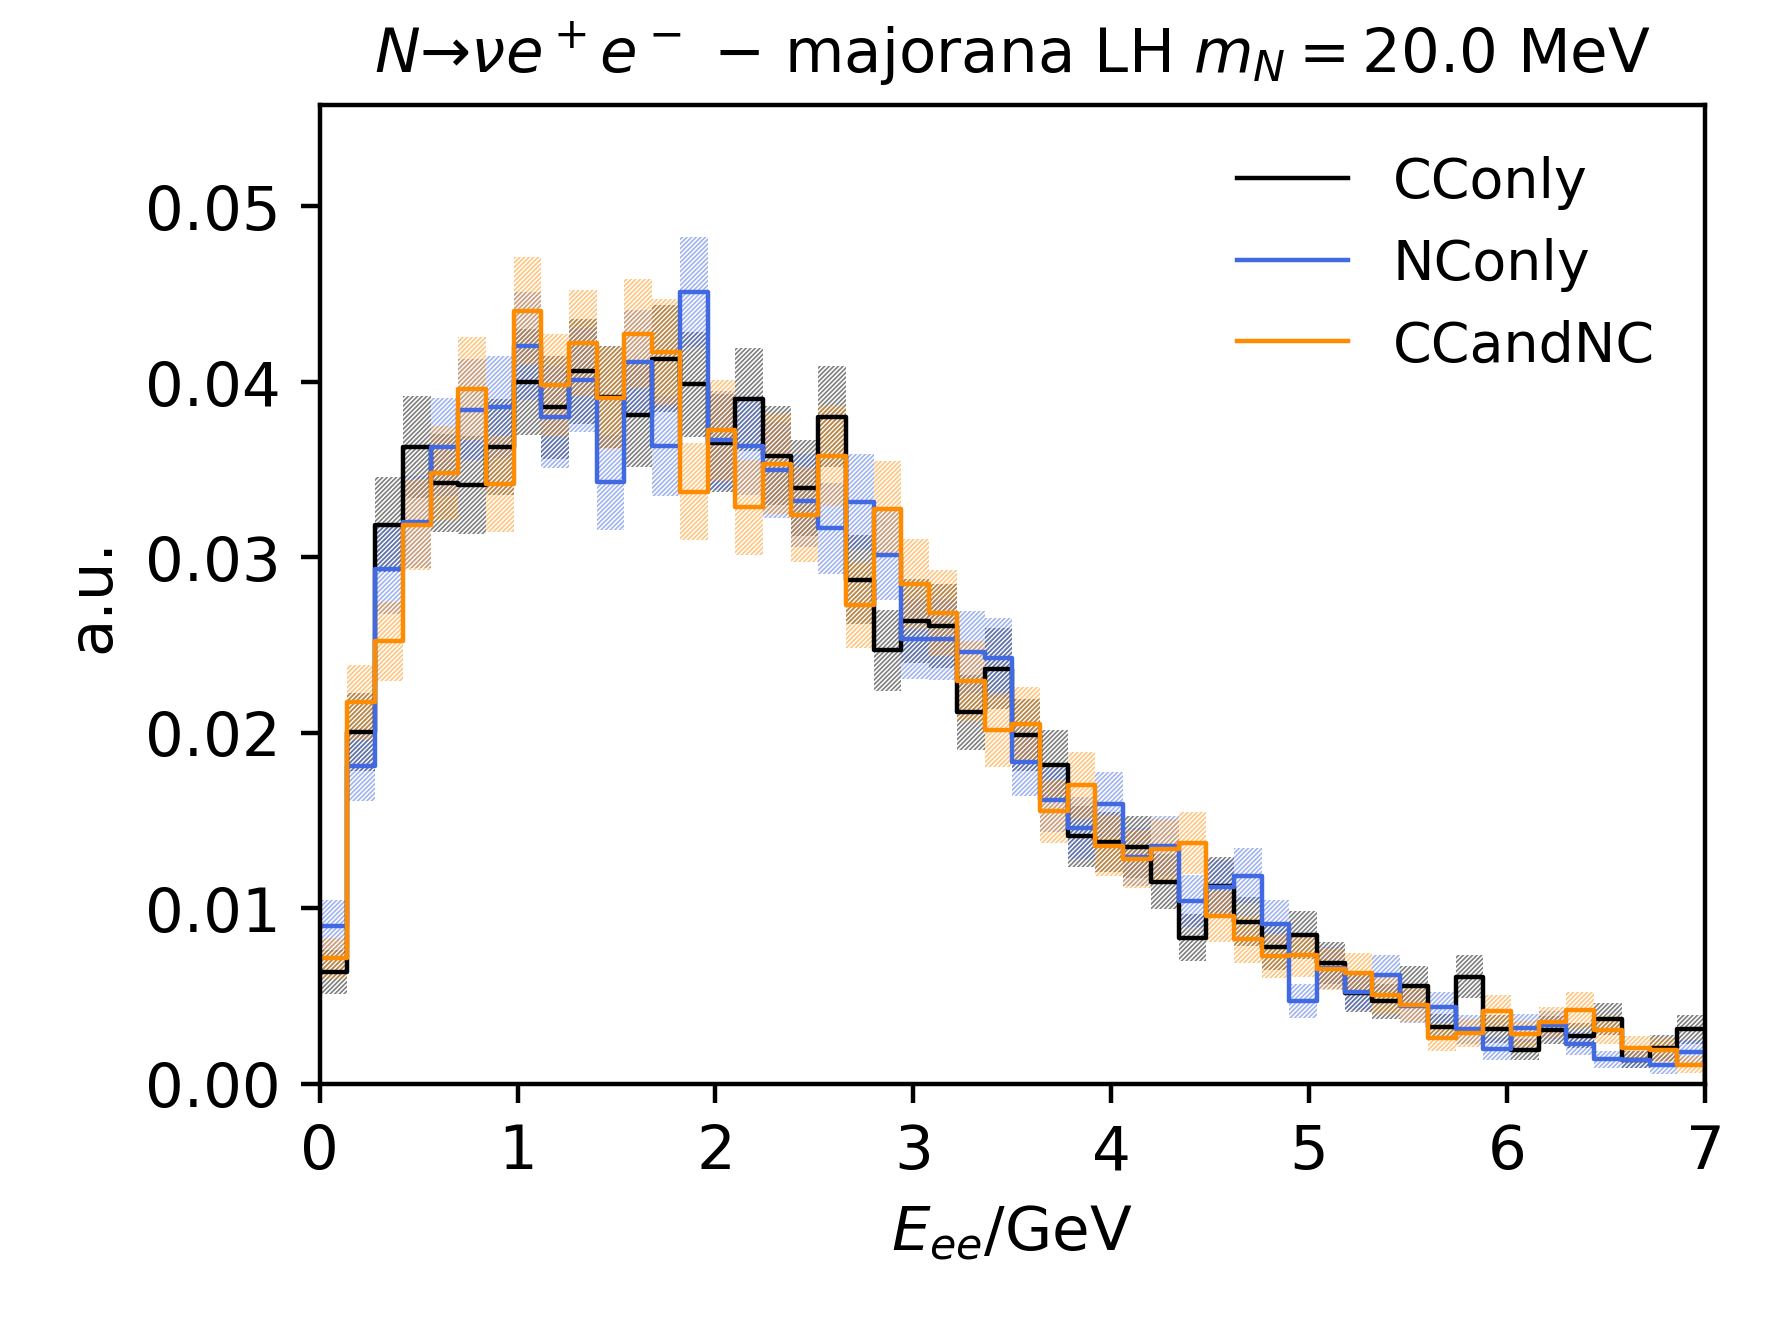 N→νe⁺e⁻ − majorana LH m_N = 20.0 MeV
CConly
NConly
CCandNC
a.u.
0.05
0.04
0.03
0.02
0.01
0.00
0 1 2 3 4 5 6 7
E_ee/GeV